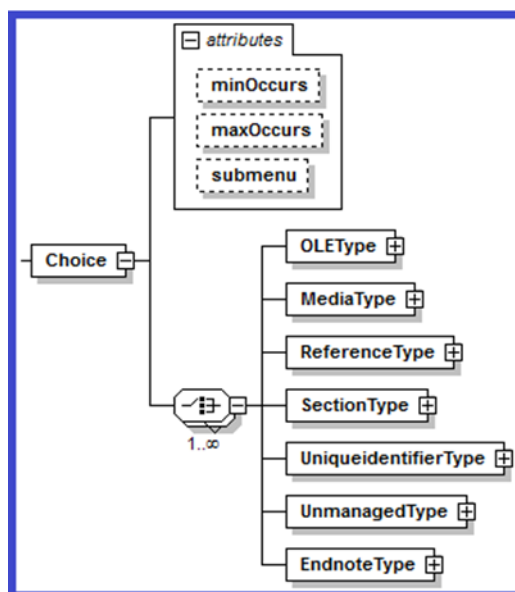 attributes
minOccurs
maxOccurs
submenu
Choice
OLEType
MediaType
ReferenceType
SectionType
1..∞
UniqueidentifierType
UnmanagedType
EndnoteType